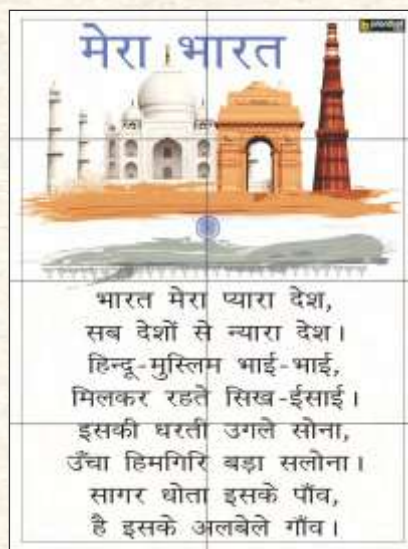 मेरा भारत
भारत मेरा प्यारा देश,
सब देशों से न्यारा देश।
हिन्दू-मुस्लिम भाई-भाई,
मिलकर रहते सिख-ईसाई।
इसकी धरती उगले सोना,
उँचा हिमगिरि बड़ा सलोना।
सागर धोता इसके पाँव,
है इसके अलबेले गाँव।